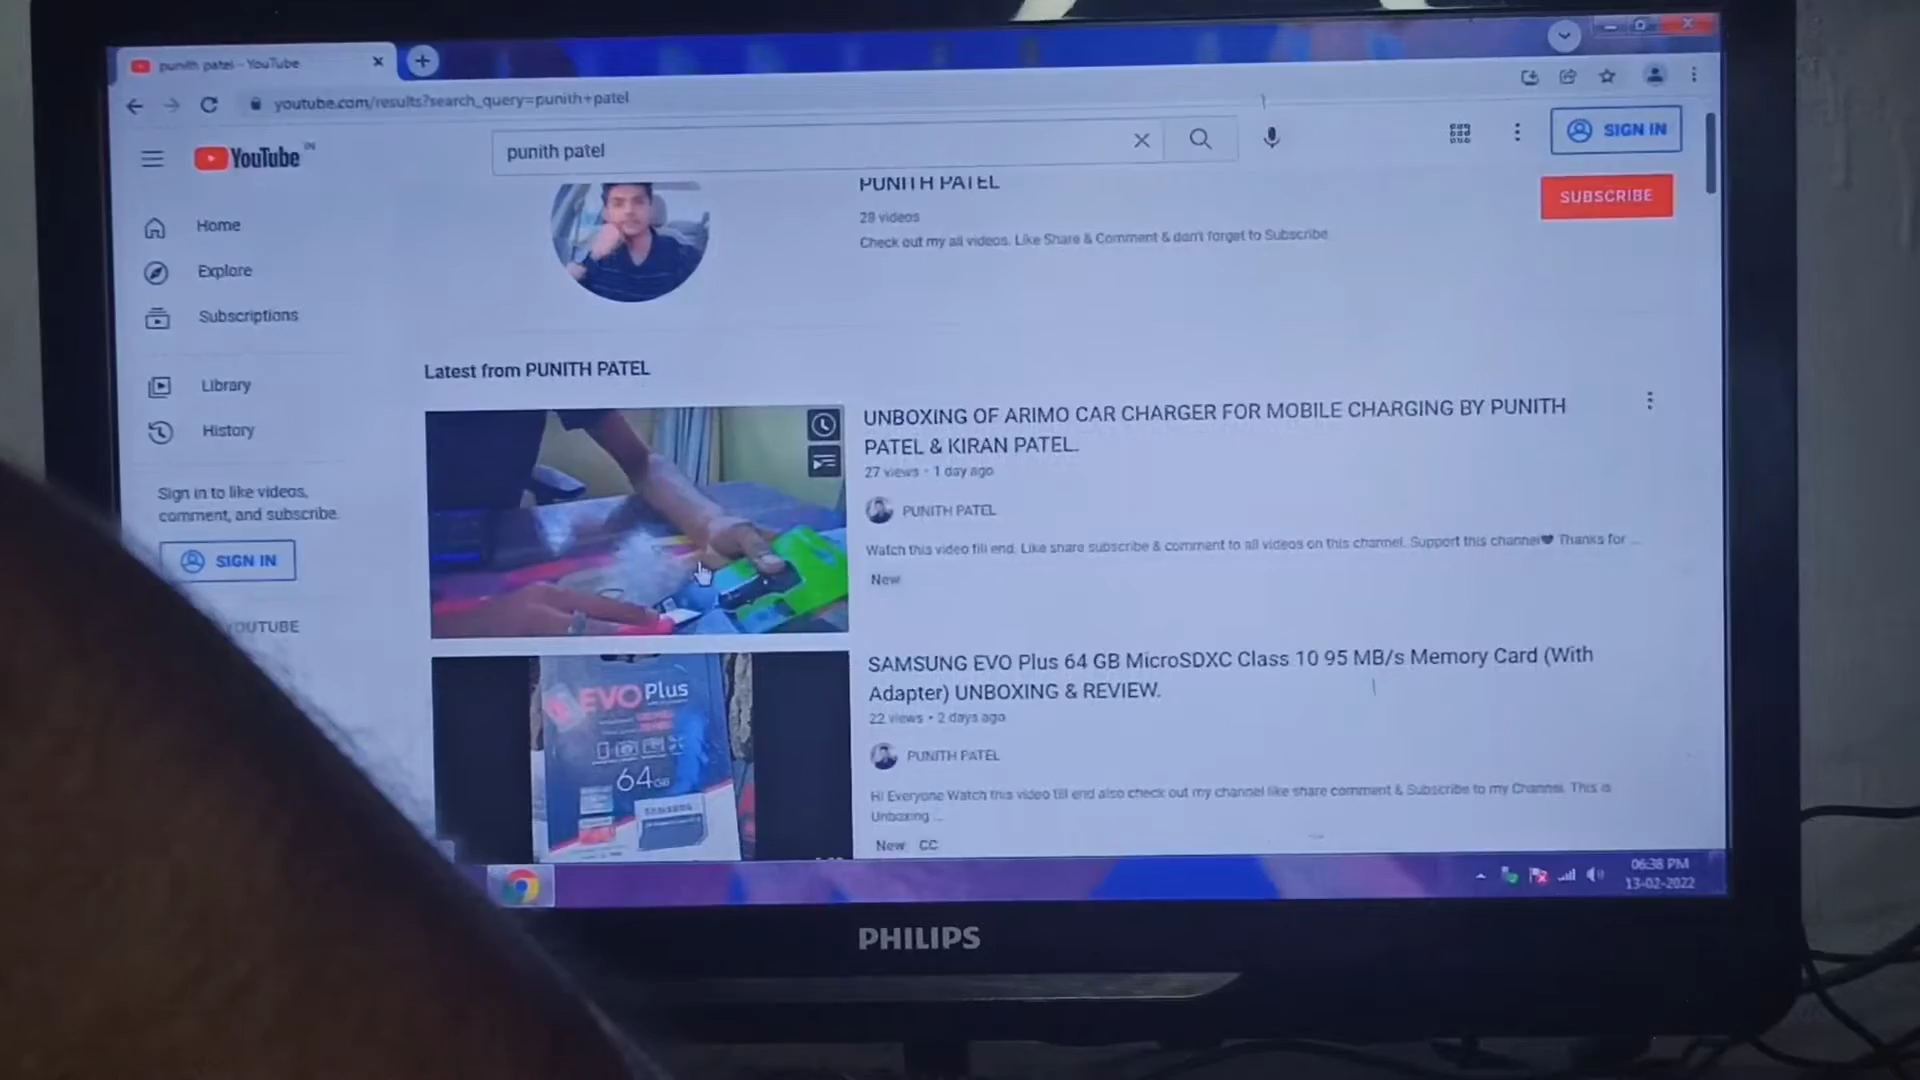 punith patel - YouTube
youtube.com/results?search_query=punith+patel
YouTube IN
punith patel
SIGN IN
PUNITH PATEL
28 videos
Check out my all videos. Like Share & Comment & don't forget to Subscribe
SUBSCRIBE
Home
Explore
Subscriptions
Library
History
Sign in to like videos,
comment, and subscribe.
SIGN IN
YOUTUBE
Latest from PUNITH PATEL
UNBOXING OF ARIMO CAR CHARGER FOR MOBILE CHARGING BY PUNITH
PATEL & KIRAN PATEL.
27 views • 1 day ago
PUNITH PATEL
Watch this video till end. Like share subscribe & comment to all videos on this channel. Support this channel❤ Thanks for ...
New
EVO Plus
64GB
SAMSUNG
SAMSUNG EVO Plus 64 GB MicroSDXC Class 10 95 MB/s Memory Card (With
Adapter) UNBOXING & REVIEW.
22 views • 2 days ago
PUNITH PATEL
Hi Everyone Watch this video till end also check out my channel like share comment & Subscribe to my Channel. This is
Unboxing ...
New CC
06:38 PM
13-02-2022
PHILIPS